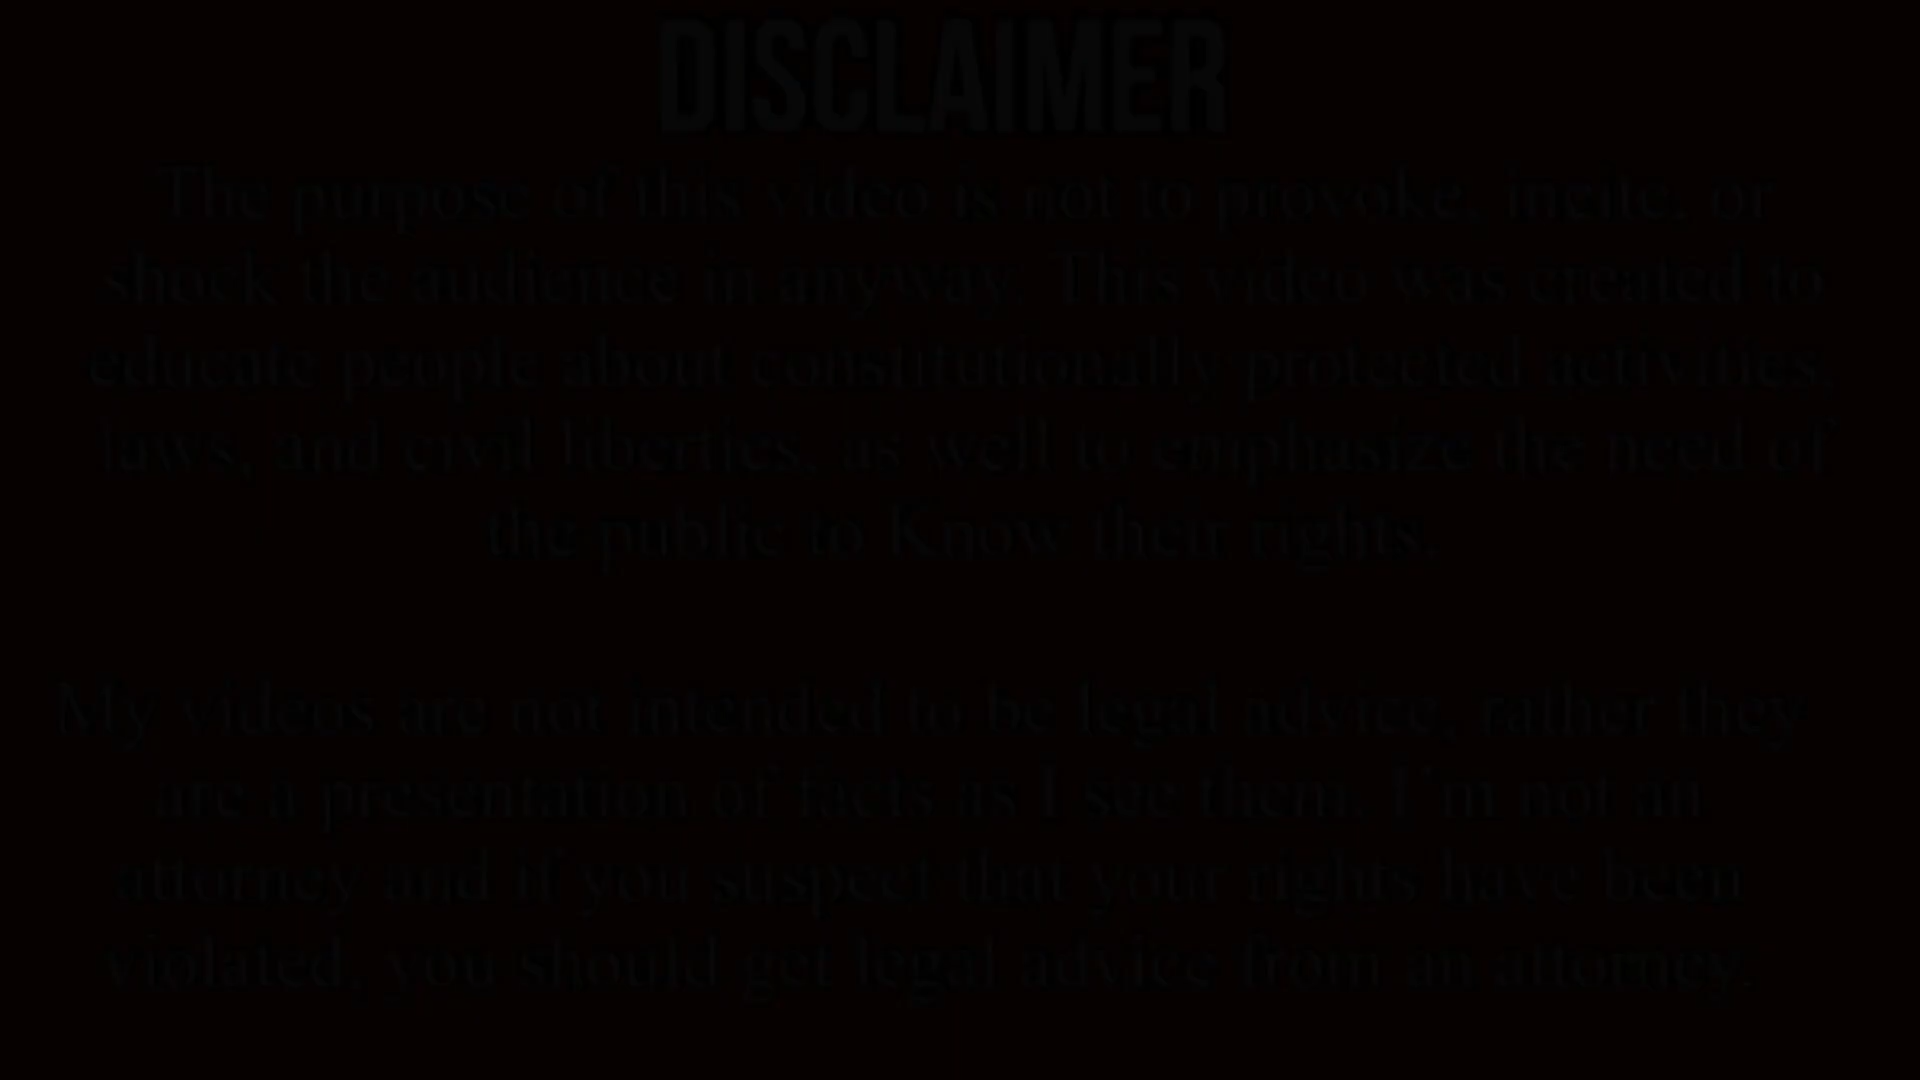 DISCLAIMER
The purpose of this video is not to provoke, incite, or
shock the audience in anyway. This video was created to
educate people about constitutionally protected activities,
laws, and civil liberties, as well to emphasize the need of
the public to Know their rights.
My videos are not intended to be legal advice, rather they
are a presentation of facts as I see them. I'm not an
attorney and if you suspect that your rights have been
violated, you should get legal advice from an attorney.